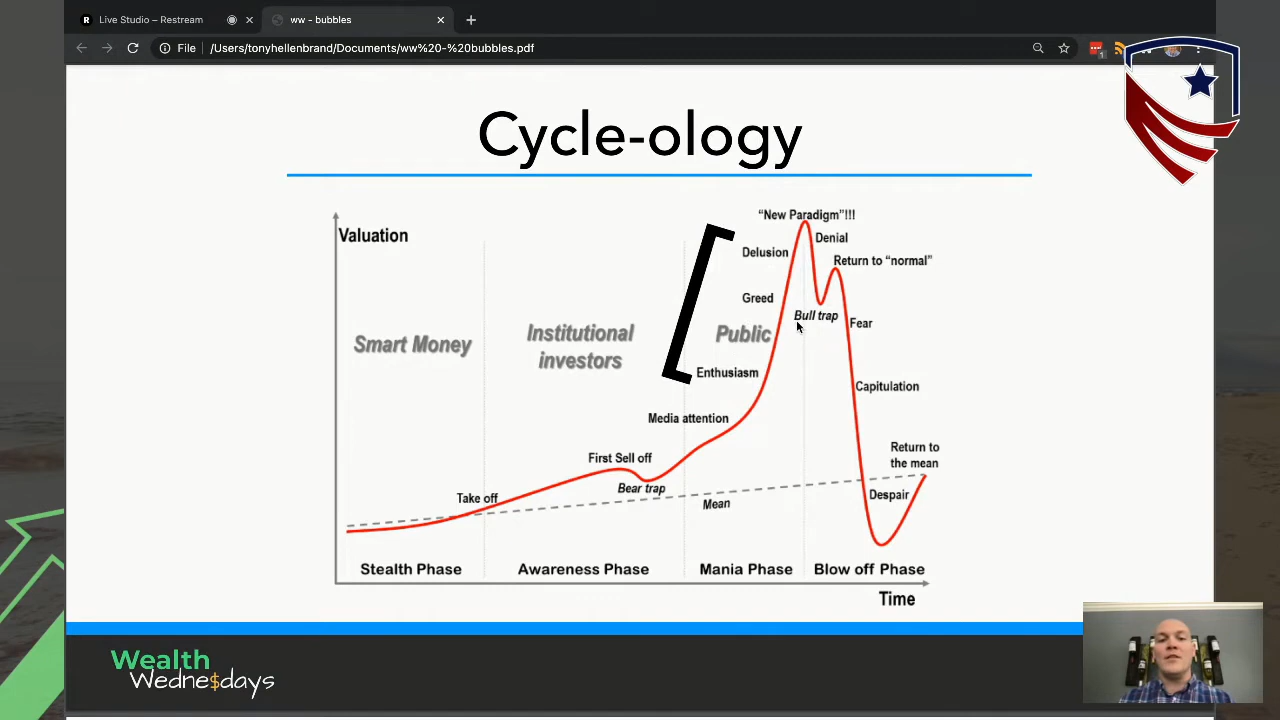 R Live Studio – Restream
ww - bubbles
File
/Users/tonyhellenbrand/Documents/ww%20-%20bubbles.pdf
1
Cycle-ology
Valuation
"New Paradigm"!!!
Denial
Delusion
Return to "normal"
Greed
Bull trap
Fear
Smart Money
Institutional
investors
Public
Enthusiasm
Capitulation
Media attention
First Sell off
Return to
the mean
Bear trap
Take off
Mean
Despair
Stealth Phase
Awareness Phase
Mania Phase
Blow off Phase
Time
Wealth
Wedne$days